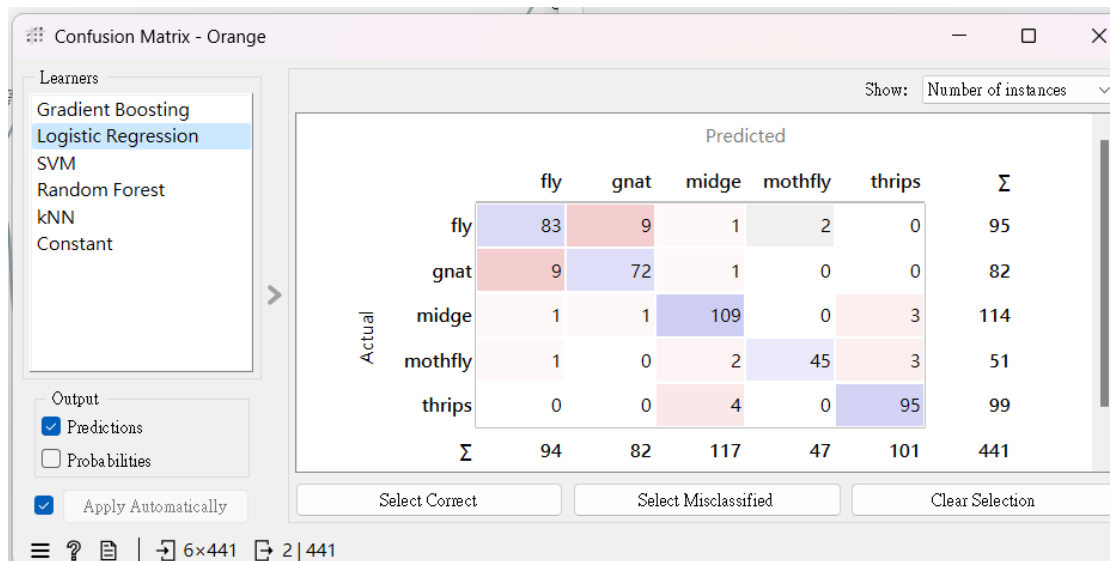 Confusion Matrix - Orange
Learners
Gradient Boosting
Logistic Regression
SVM
Random Forest
kNN
Constant
Output
Predictions
Probabilities
Apply Automatically
6×441 2 | 441
Show: Number of instances
Predicted
fly gnat midge mothfly thrips Σ
Actual
fly 83 9 1 2 0 95
gnat 9 72 1 0 0 82
midge 1 1 109 0 3 114
mothfly 1 0 2 45 3 51
thrips 0 0 4 0 95 99
Σ 94 82 117 47 101 441
Select Correct Select Misclassified Clear Selection